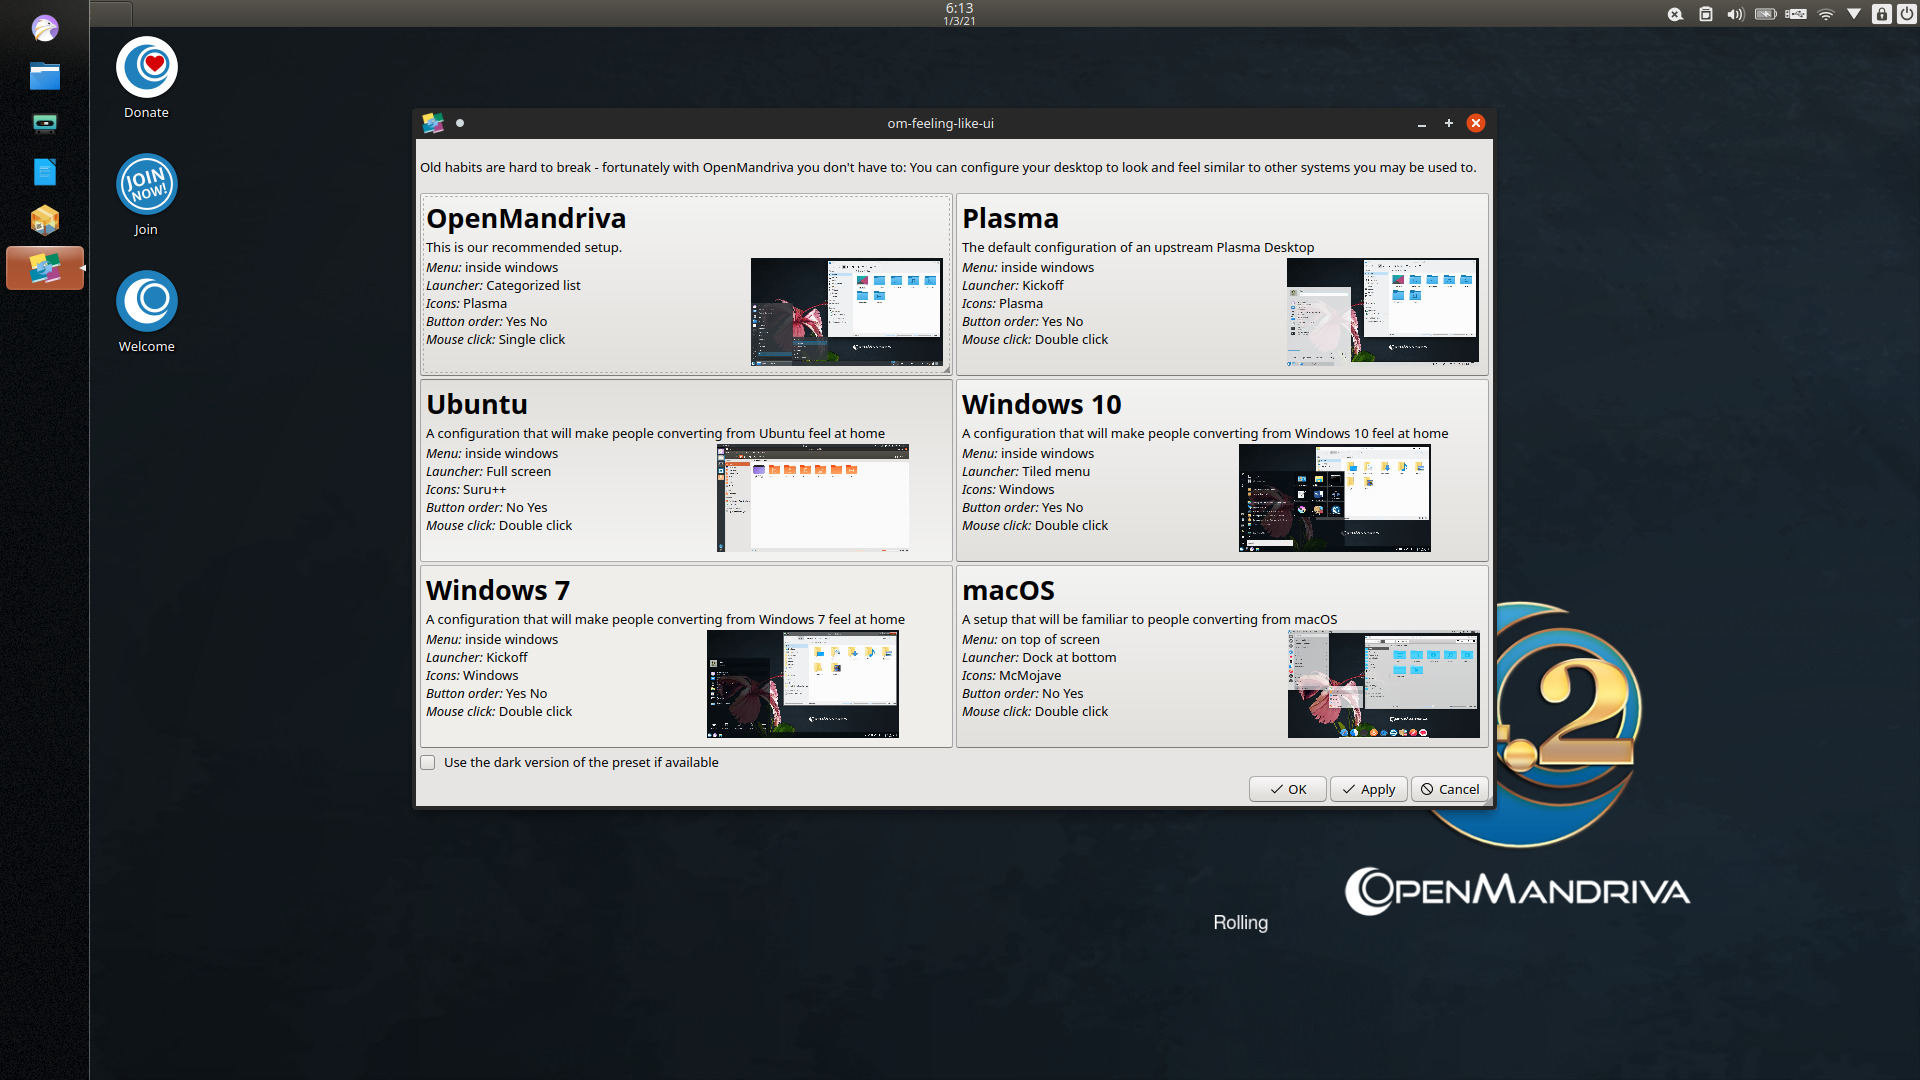 6:13
1/3/21
Donate
JOIN NOW!
Join
Welcome
om-feeling-like-ui
Old habits are hard to break - fortunately with OpenMandriva you don't have to: You can configure your desktop to look and feel similar to other systems you may be used to.
OpenMandriva
This is our recommended setup.
Menu: inside windows
Launcher: Categorized list
Icons: Plasma
Button order: Yes No
Mouse click: Single click
Plasma
The default configuration of an upstream Plasma Desktop
Menu: inside windows
Launcher: Kickoff
Icons: Plasma
Button order: Yes No
Mouse click: Double click
Ubuntu
A configuration that will make people converting from Ubuntu feel at home
Menu: inside windows
Launcher: Full screen
Icons: Suru++
Button order: No Yes
Mouse click: Double click
Windows 10
A configuration that will make people converting from Windows 10 feel at home
Menu: inside windows
Launcher: Tiled menu
Icons: Windows
Button order: Yes No
Mouse click: Double click
Windows 7
A configuration that will make people converting from Windows 7 feel at home
Menu: inside windows
Launcher: Kickoff
Icons: Windows
Button order: Yes No
Mouse click: Double click
macOS
A setup that will be familiar to people converting from macOS
Menu: on top of screen
Launcher: Dock at bottom
Icons: McMojave
Button order: No Yes
Mouse click: Double click
Use the dark version of the preset if available
OK
Apply
Cancel
.2
OPENMANDRIVA
Rolling